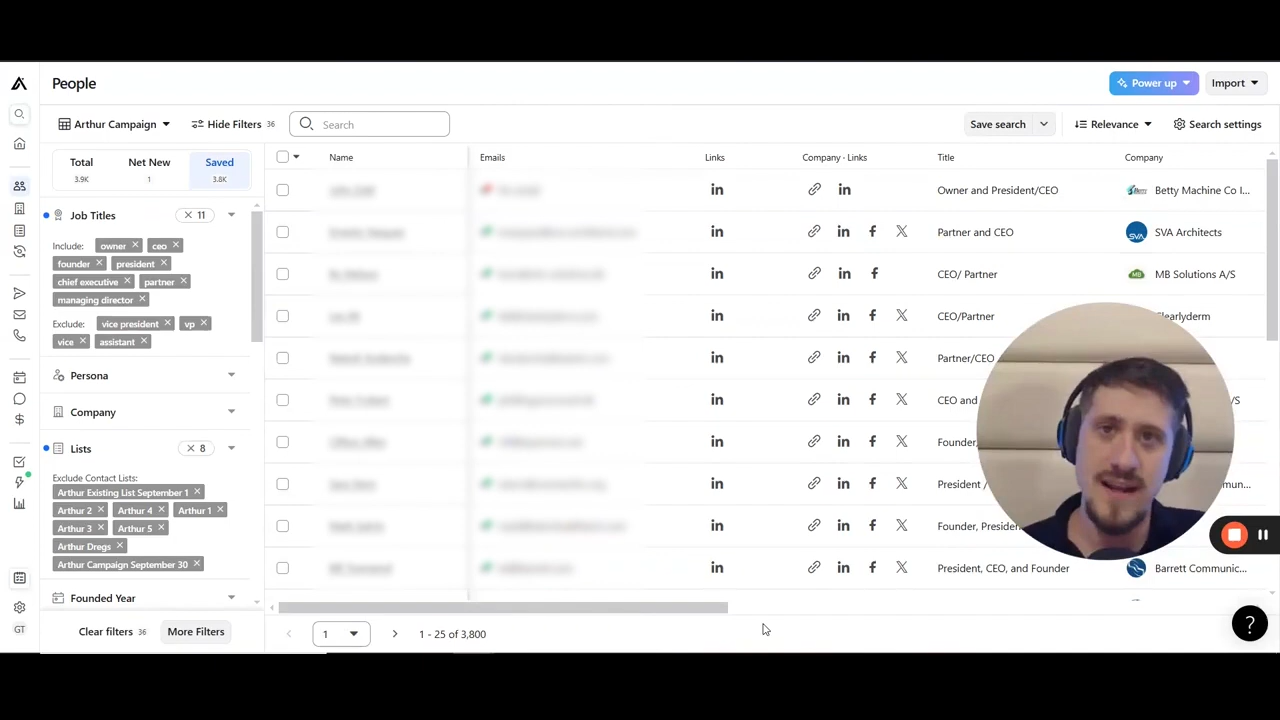 People
Power up
Import
Arthur Campaign
Hide Filters 36
Search
Save search
Relevance
Search settings
Total
3.9K
Net New
1
Saved
3.8K
Name
Emails
Links
Company · Links
Title
Company
Job Titles
11
Include: owner ceo
founder president
chief executive partner
managing director
Exclude: vice president vp
vice assistant
Persona
Company
Lists
8
Exclude Contact Lists:
Arthur Existing List September 1
Arthur 2 Arthur 4 Arthur 1
Arthur 3 Arthur 5
Arthur Dregs
Arthur Campaign September 30
Founded Year
Clear filters 36
More Filters
Owner and President/CEO
Betty Machine Co I...
Partner and CEO
SVA Architects
CEO/ Partner
MB Solutions A/S
CEO/Partner
Partner/CEO
CEO and
Founder,
President /
Founder, Presiden
President, CEO, and Founder
Barrett Communic...
1
1 - 25 of 3,800
GT
?